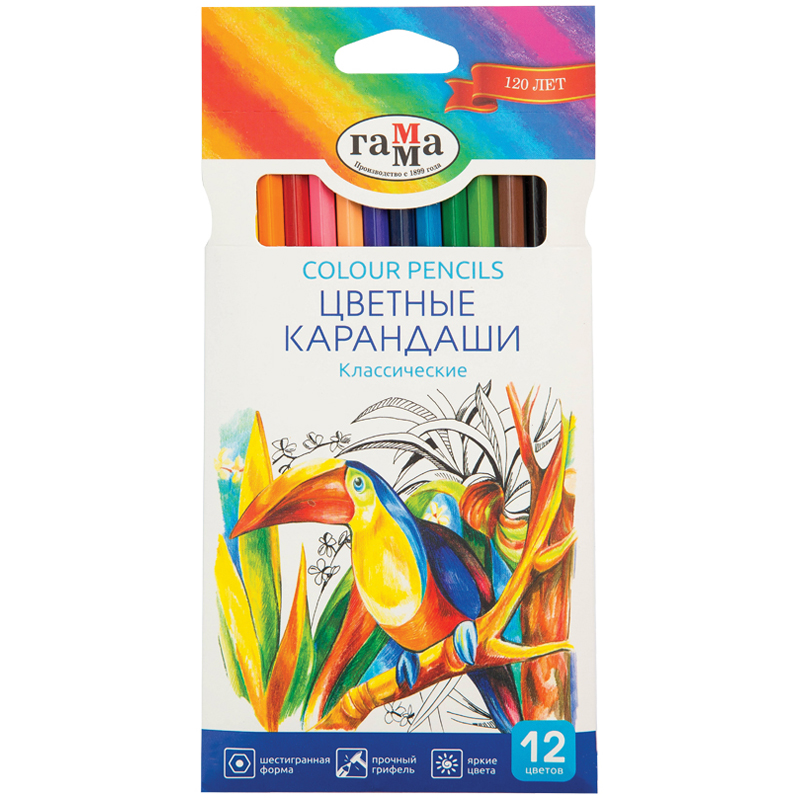 120 ЛЕТ
гаММа
Производство с 1899 года
COLOUR PENCILS
ЦВЕТНЫЕ
КАРАНДАШИ
Классические
шестигранная
форма
прочный
грифель
яркие
цвета
12
цветов